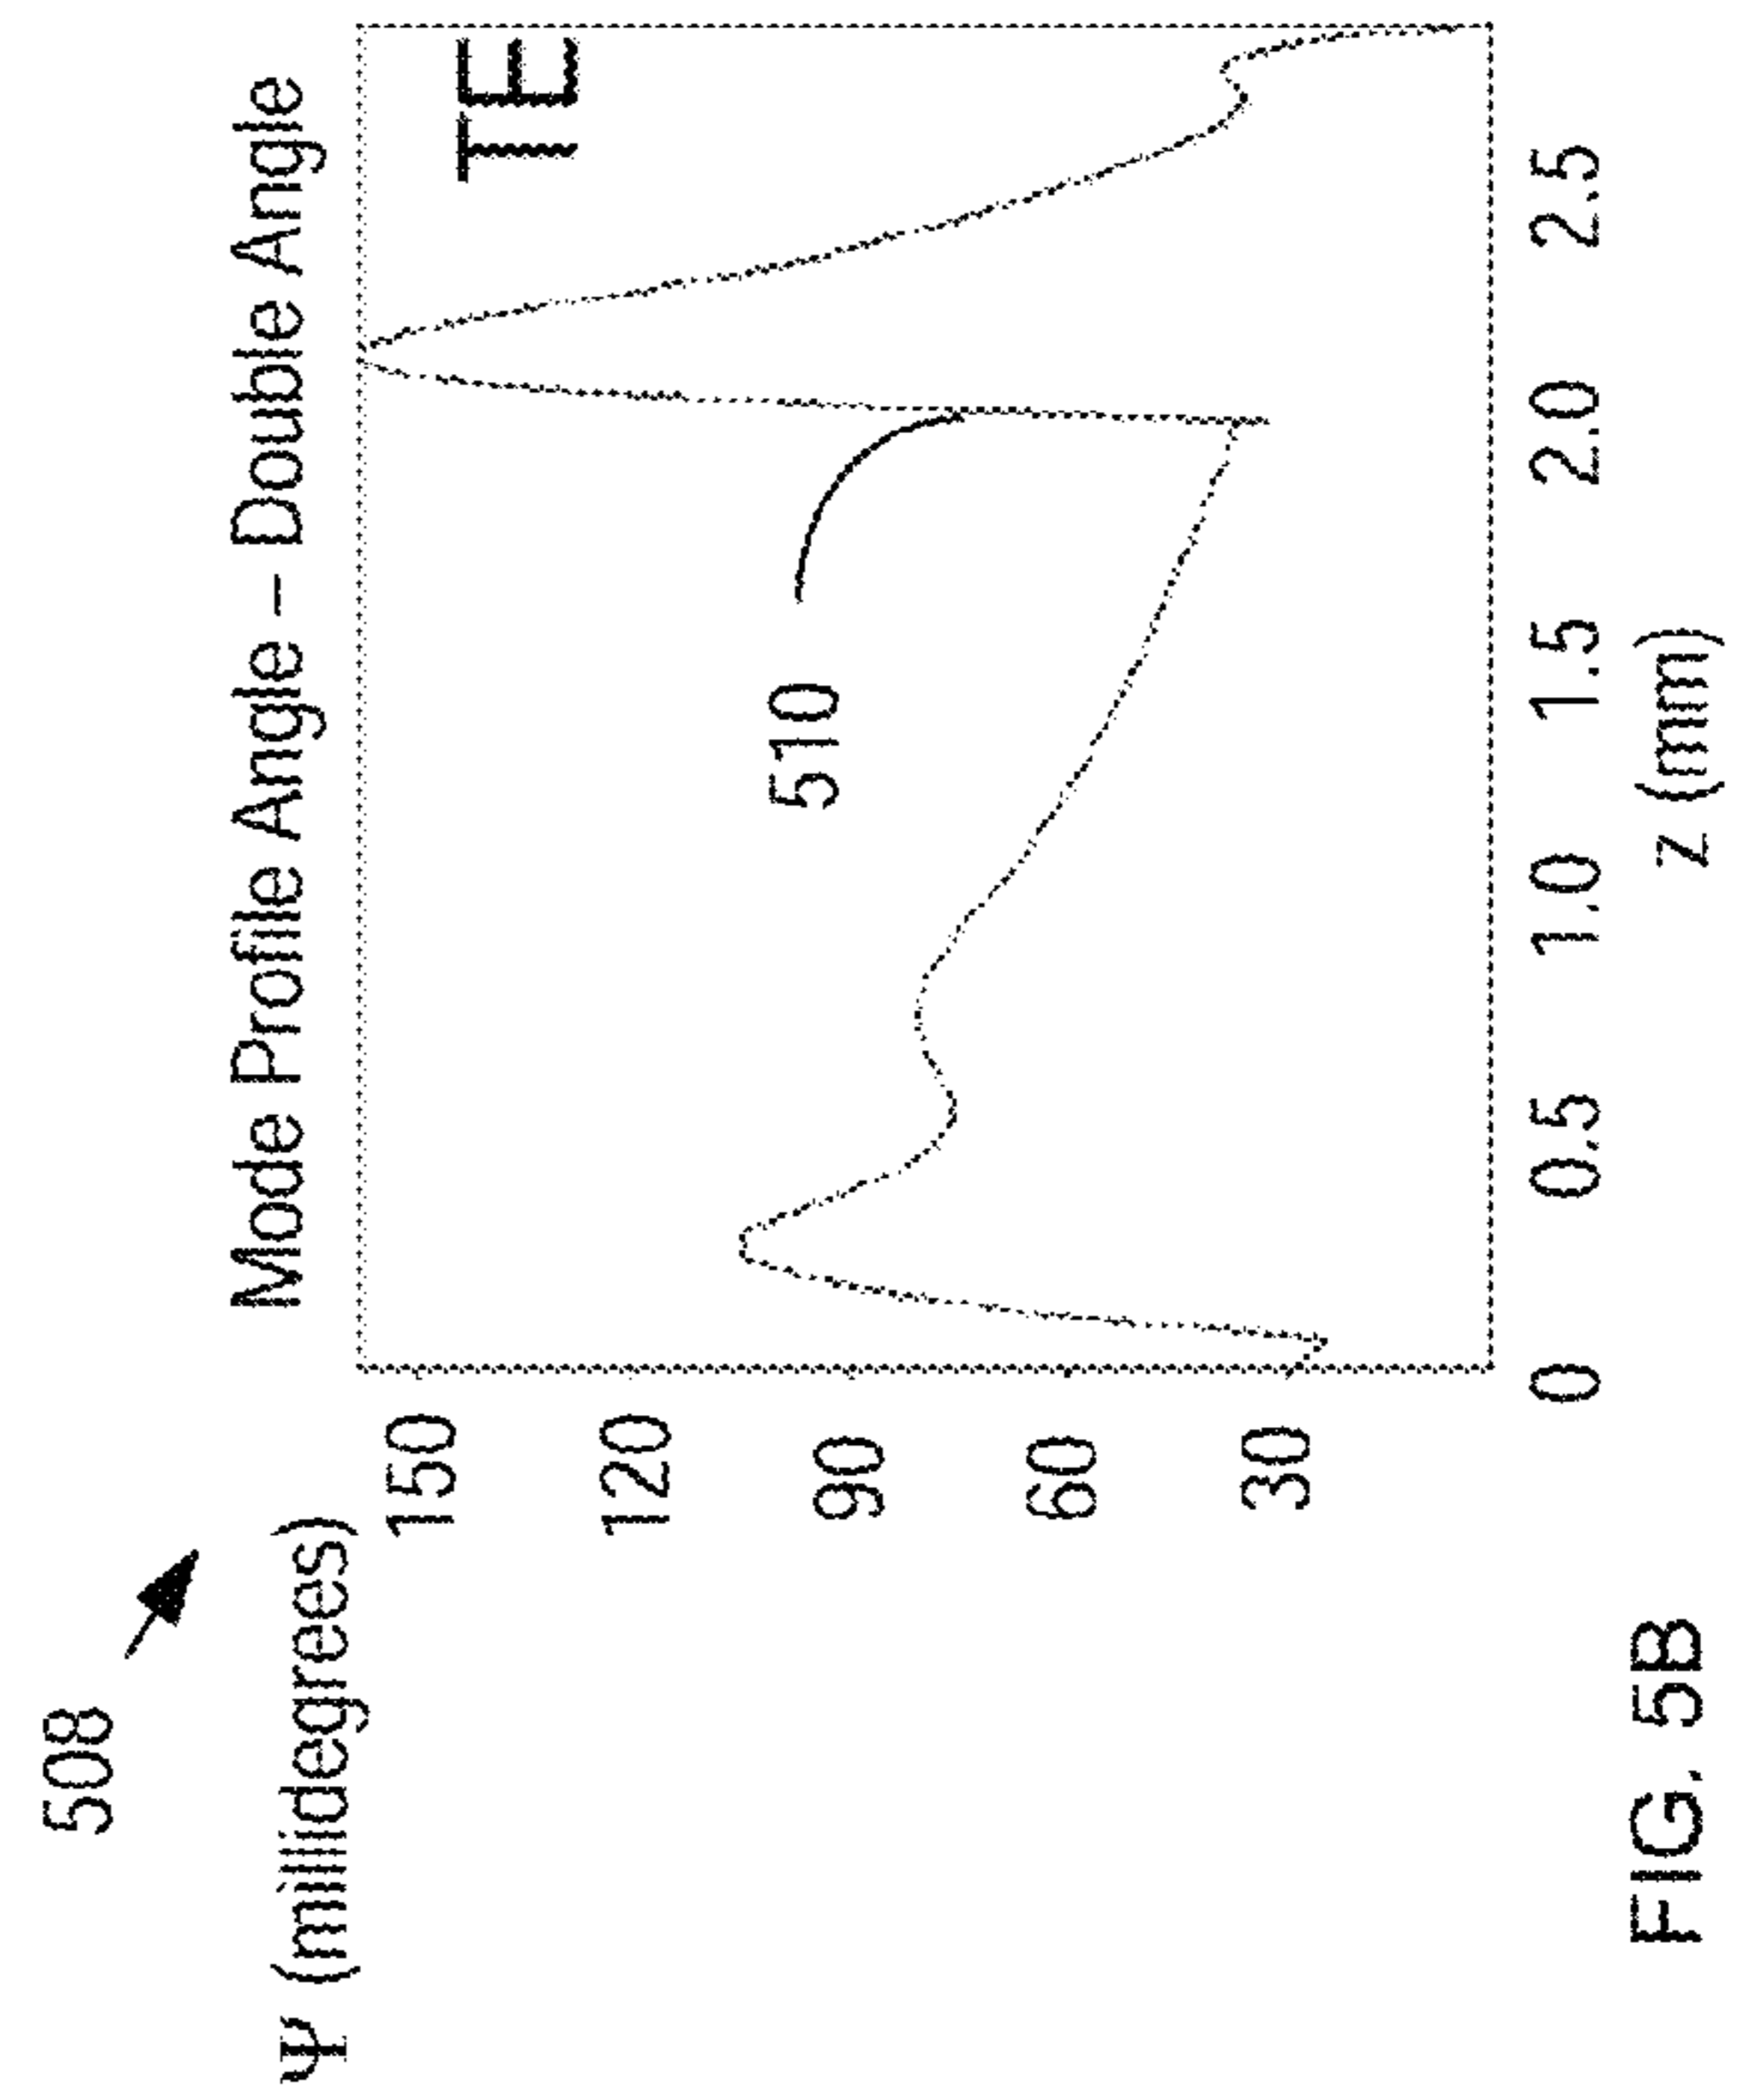 508
Mode Profile Angle – Double Angle
Ψ (millidegrees)
150
120
90
60
30
TE
510
0 0.5 1.0 1.5 2.0 2.5
z (mm)
FIG. 5B